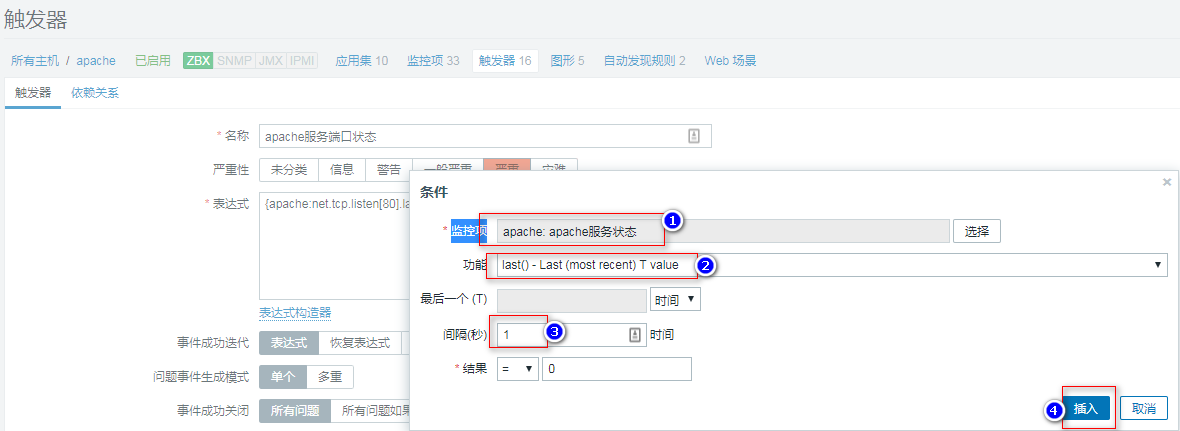 触发器
所有主机 / apache 已启用 ZBX SNMP JMX IPMI 应用集 10 监控项 33 触发器 16 图形 5 自动发现规则 2 Web 场景
触发器 依赖关系
* 名称 apache服务端口状态
严重性 未分类 信息 警告 一般严重 严重 灾难
* 表达式 {apache:net.tcp.listen[80].la
表达式构造器
事件成功迭代 表达式 恢复表达式
问题事件生成模式 单个 多重
事件成功关闭 所有问题 所有问题如果
条件 ×
* 监控项 apache: apache服务状态 选择 1
功能 last() - Last (most recent) T value 2
最后一个 (T) 时间
间隔(秒) 1 3 时间
* 结果 = 0
4 插入 取消